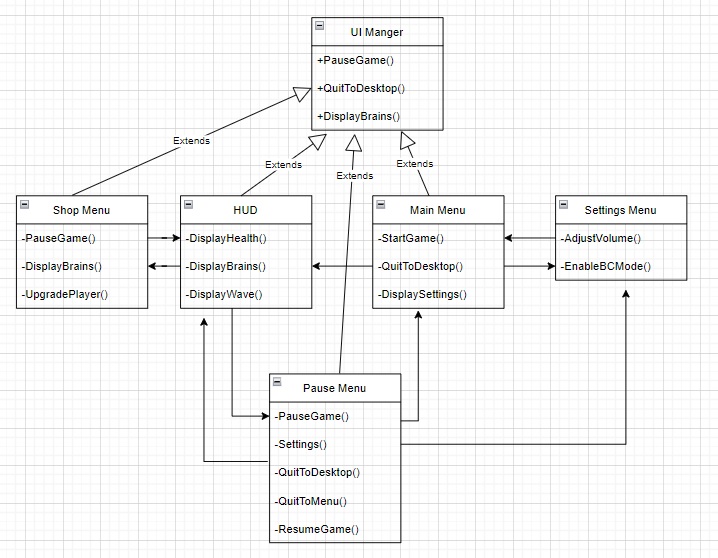 UI Manger
+PauseGame()
+QuitToDesktop()
+DisplayBrains()
Extends
Extends
Extends
Extends
Shop Menu
-PauseGame()
-DisplayBrains()
-UpgradePlayer()
HUD
-DisplayHealth()
-DisplayBrains()
-DisplayWave()
Main Menu
-StartGame()
-QuitToDesktop()
-DisplaySettings()
Settings Menu
-AdjustVolume()
-EnableBCMode()
Pause Menu
-PauseGame()
-Settings()
-QuitToDesktop()
-QuitToMenu()
-ResumeGame()